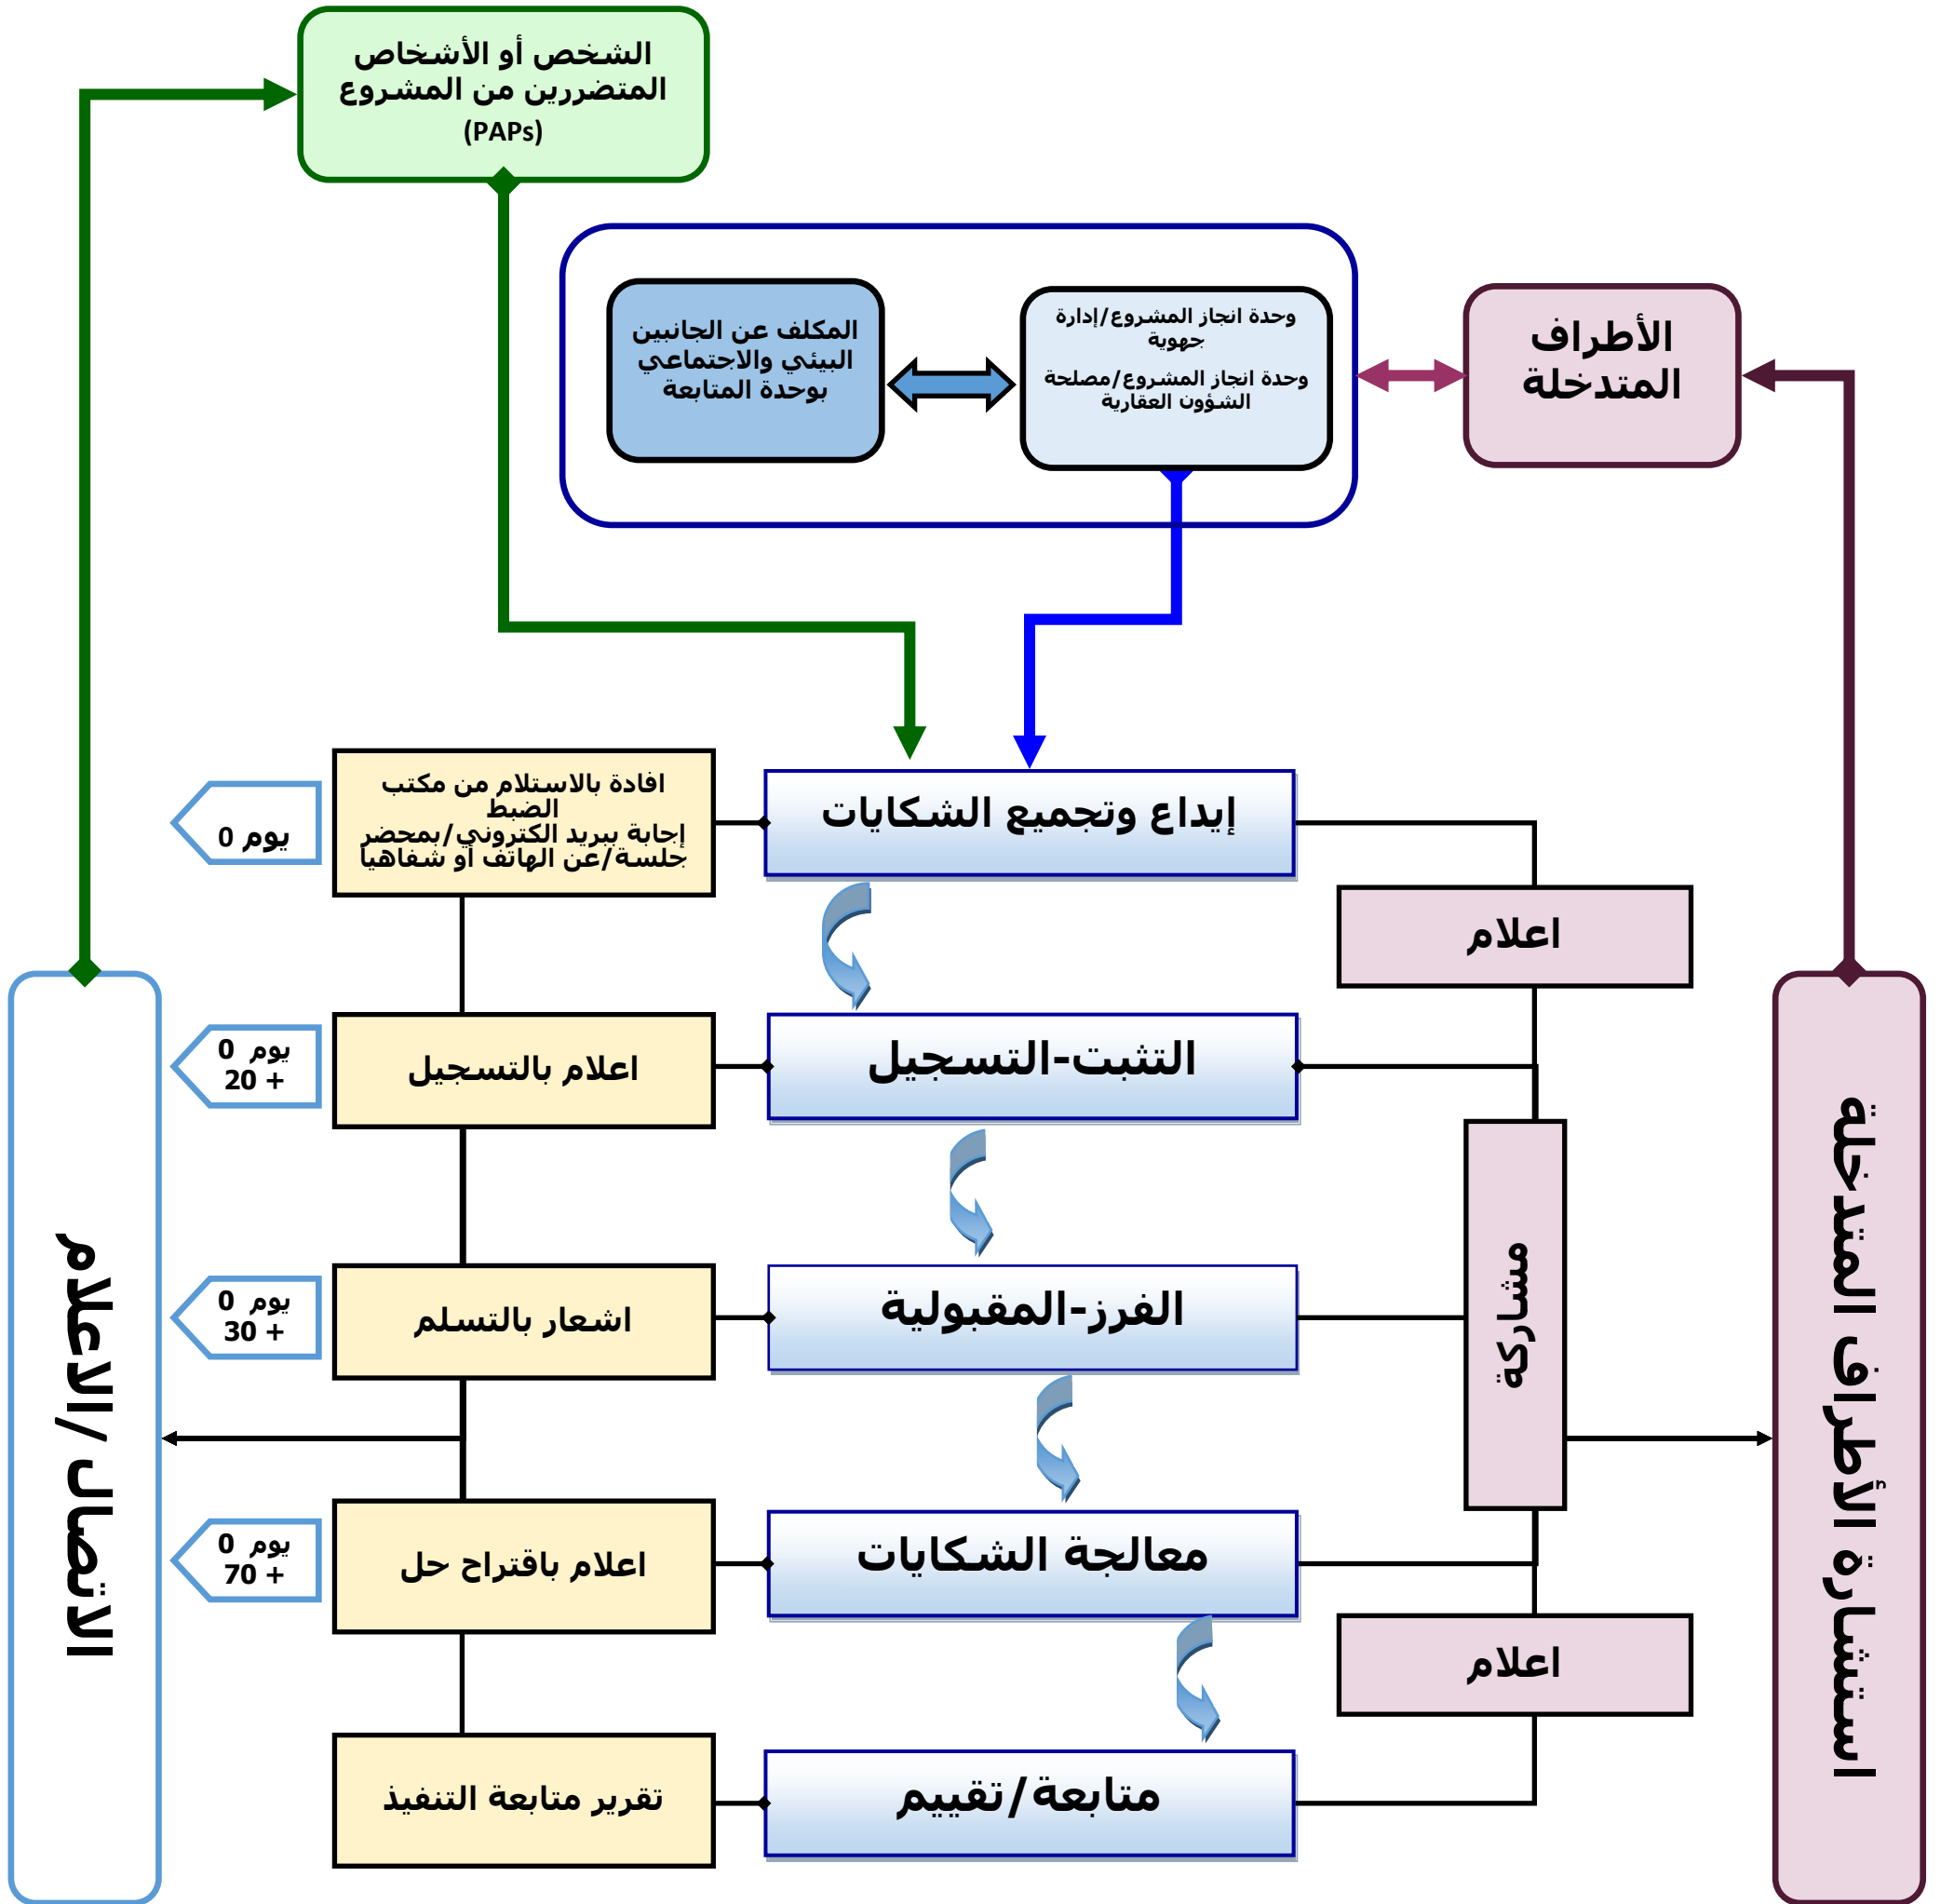 الشخص أو الأشخاص
المتضررين من المشروع
(PAPs)
الأطراف
المتدخلة
وحدة انجاز المشروع/إدارة
جهوية
وحدة انجاز المشروع/مصلحة
الشؤون العقارية
المكلف عن الجانبين
البيئي والاجتماعي
بوحدة المتابعة
إيداع وتجميع الشكايات
افادة بالاستلام من مكتب
الضبط
إجابة ببريد الكتروني/بمحضر
جلسة/عن الهاتف أو شفاهيا
يوم 0
اعلام
التثبت-التسجيل
اعلام بالتسجيل
يوم 0
+ 20
مشاركة
الفرز-المقبولية
اشعار بالتسلم
يوم 0
+ 30
معالجة الشكايات
اعلام باقتراح حل
يوم 0
+ 70
اعلام
متابعة/تقييم
تقرير متابعة التنفيذ
استشارة الأطراف المتدخلة
الاتصال /الاعلام